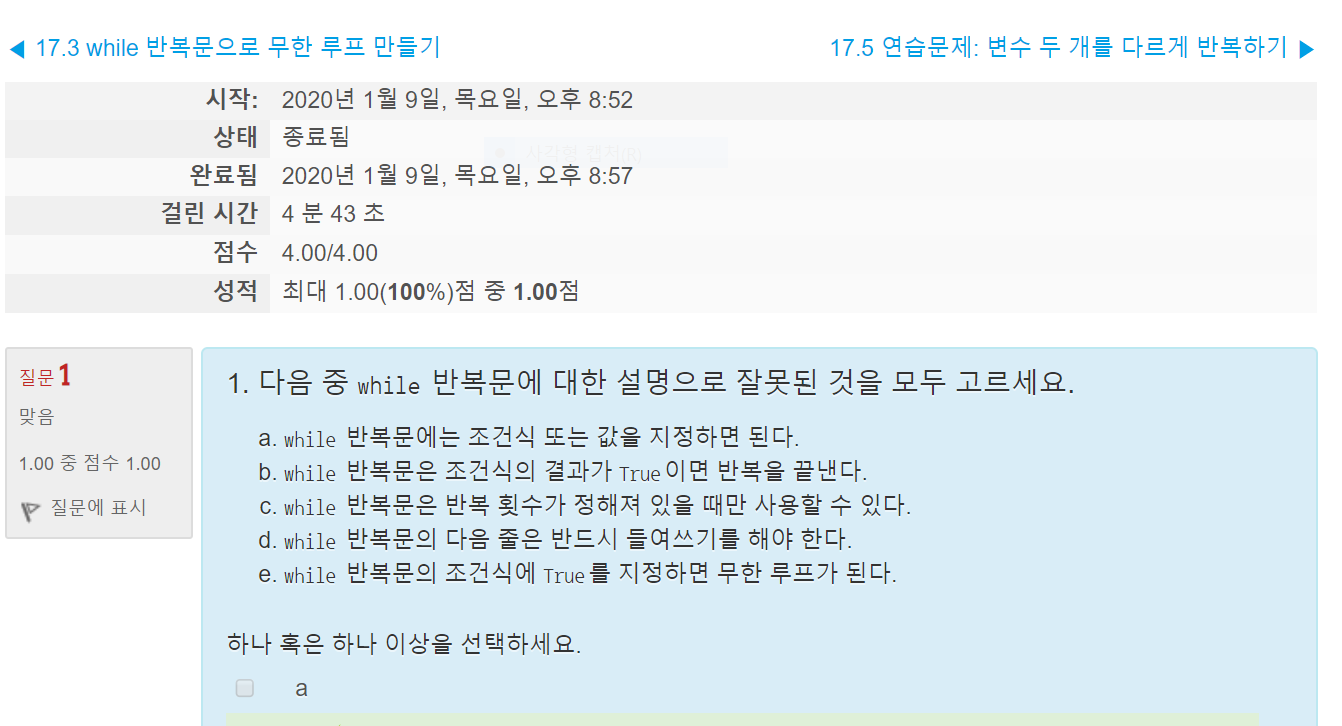 ◀ 17.3 while 반복문으로 무한 루프 만들기
17.5 연습문제: 변수 두 개를 다르게 반복하기 ▶
시작: 2020년 1월 9일, 목요일, 오후 8:52
상태 종료됨
사각형 캡처(R)
완료됨 2020년 1월 9일, 목요일, 오후 8:57
걸린 시간 4 분 43 초
점수 4.00/4.00
성적 최대 1.00(100%)점 중 1.00점
질문 1
맞음
1.00 중 점수 1.00
질문에 표시
1. 다음 중 while 반복문에 대한 설명으로 잘못된 것을 모두 고르세요.
a. while 반복문에는 조건식 또는 값을 지정하면 된다.
b. while 반복문은 조건식의 결과가 True이면 반복을 끝낸다.
c. while 반복문은 반복 횟수가 정해져 있을 때만 사용할 수 있다.
d. while 반복문의 다음 줄은 반드시 들여쓰기를 해야 한다.
e. while 반복문의 조건식에 True를 지정하면 무한 루프가 된다.
하나 혹은 하나 이상을 선택하세요.
a